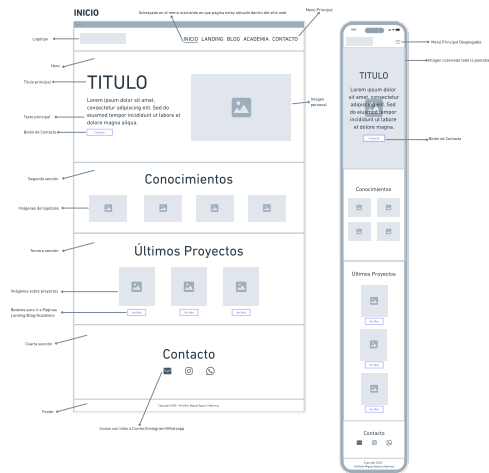 INICIO
Subrayado en el menú marcando en que página estoy ubicado dentro del sitio web
Menú Principal
Logotipo
INICIO LANDING BLOG ACADEMIA CONTACTO
Hero
Título principal
TITULO
Lorem ipsum dolor sit amet,
consectetur adipiscing elit. Sed do
eiusmod tempor incididunt ut labore et
dolore magna aliqua.
Imagen
personal
Texto principal
Botón de Contacto
Contacto
Segunda sección
Conocimientos
Imágenes de logotipos
Tercera sección
Últimos Proyectos
Imágenes sobre proyectos
Botones para ir a Páginas
Landing/Blog/Academia
Ver Más
Ver Más
Ver Más
Cuarta sección
Contacto
Footer
Iconos con links a Correo/Instagram/Whatsapp
Menú Principal Desplegable
Imagen cubriendo toda la pantalla
TITULO
Lorem ipsum dolor sit
amet, consectetur
adipiscing elit. Sed do
eiusmod tempor
incididunt ut labore et
dolore magna.
Botón de Contacto
Conocimientos
Últimos Proyectos
Ver Más
Ver Más
Ver Más
Contacto